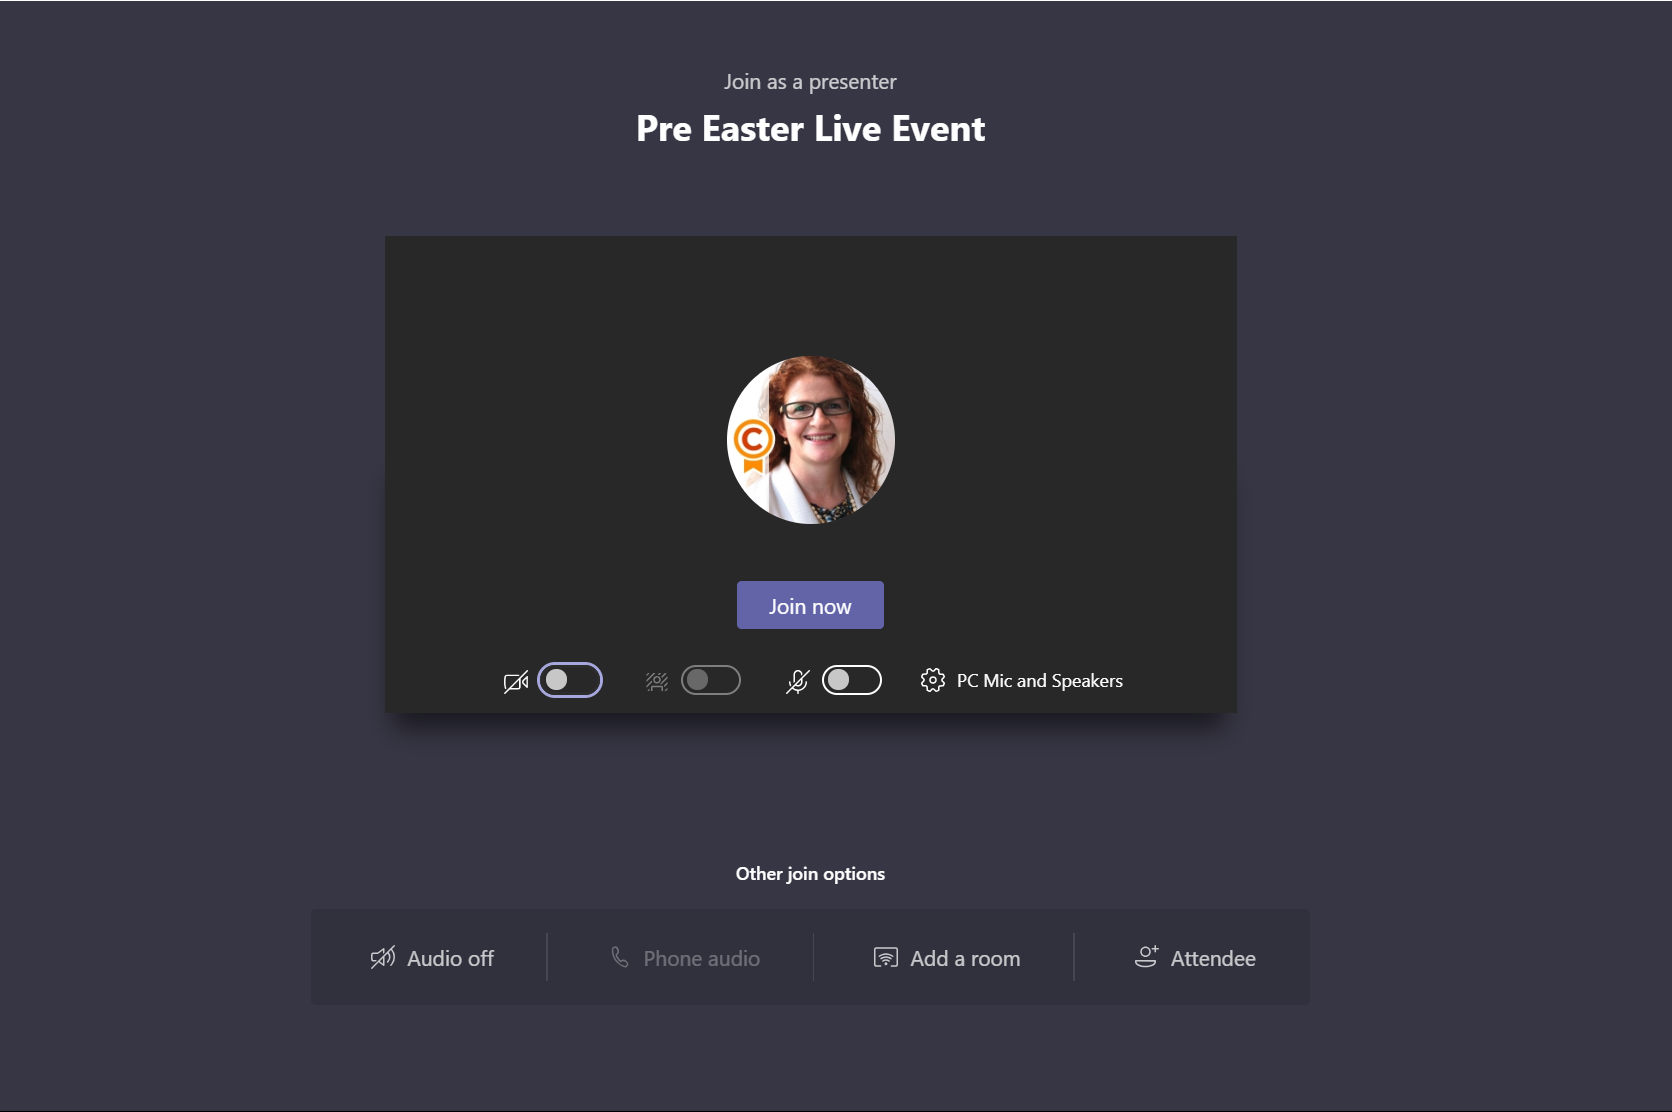 Join as a presenter
Pre Easter Live Event
C
Join now
PC Mic and Speakers
Other join options
Audio off
Phone audio
Add a room
Attendee